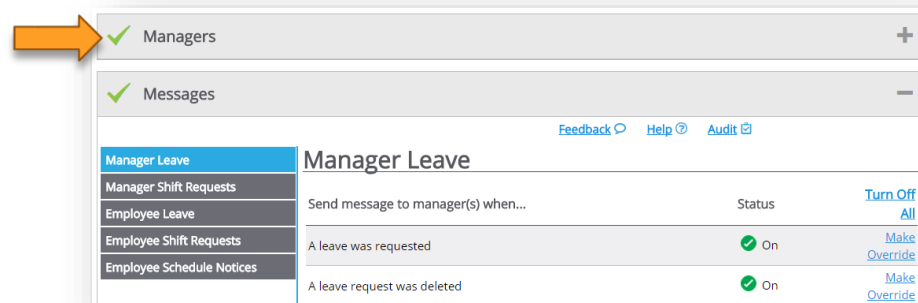 Managers
Messages
Feedback Help Audit
Manager Leave
Manager Shift Requests
Employee Leave
Employee Shift Requests
Employee Schedule Notices
Manager Leave
Send message to manager(s) when... Status Turn Off All
A leave was requested On Make Override
A leave request was deleted On Make Override